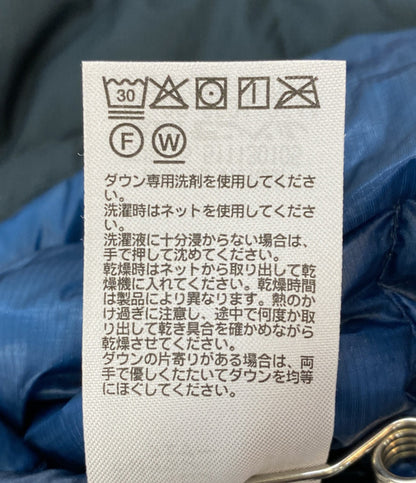 30
F W
ダウン専用洗剤を使用してくださ
い。
洗濯時はネットを使用してください。
洗濯液に十分浸からない場合は、
手で押して沈めてください。
乾燥時はネットから取り出して乾
燥機に入れてください。乾燥時間
は製品により異なります。熱のか
け過ぎに注意し、途中で何度か取
り出して乾き具合を確かめながら
乾燥させてください。
ダウンの片寄りがある場合は、両
手で優しくたたいてダウンを均等
にほぐしてください。